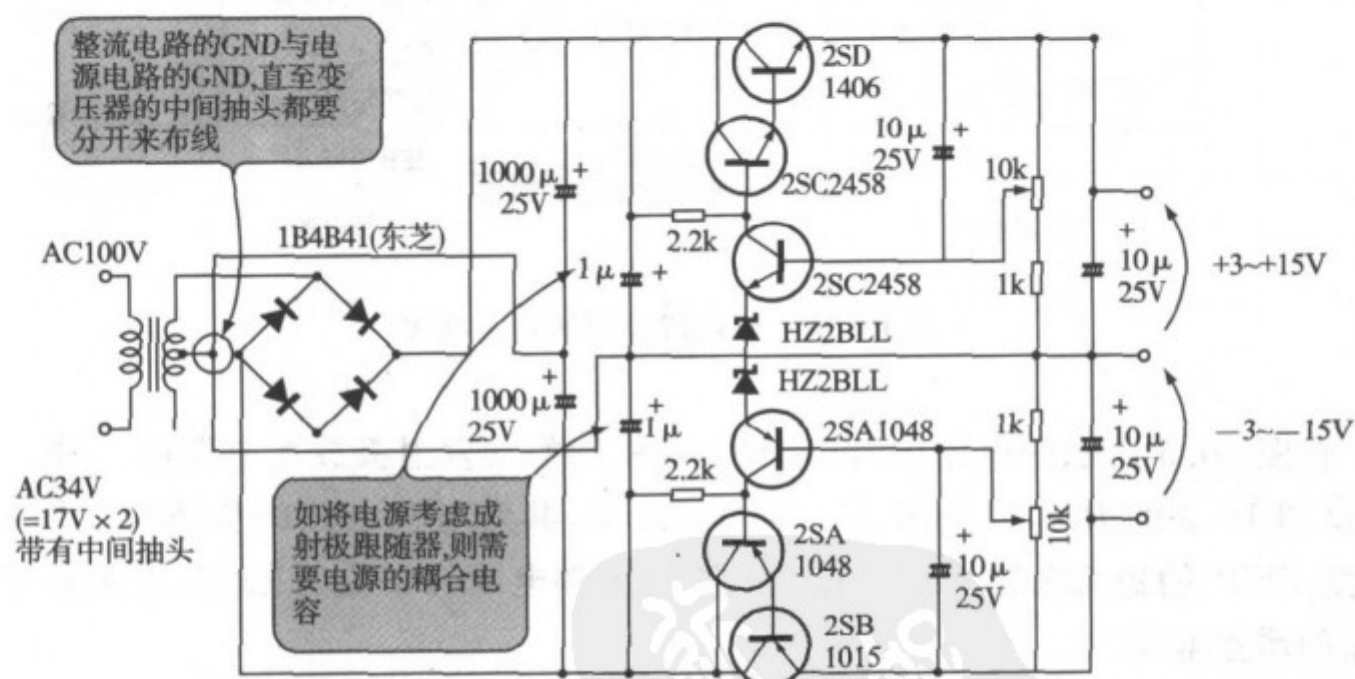 整流电路的GND与电
源电路的GND,直至变
压器的中间抽头都要
分开来布线
AC100V
1B4B41(东芝)
AC34V
(=17V × 2)
带有中间抽头
1000μ
25V
1μ
1000μ
25V
1μ
如将电源考虑成
射极跟随器,则需
要电源的耦合电
容
2SD
1406
2SC2458
10μ
25V
2.2k
2SC2458
10k
1k
10μ
25V
+3~+15V
HZ2BLL
HZ2BLL
2SA1048
1k
10μ
25V
−3~−15V
2.2k
2SA
1048
10k
10μ
25V
2SB
1015